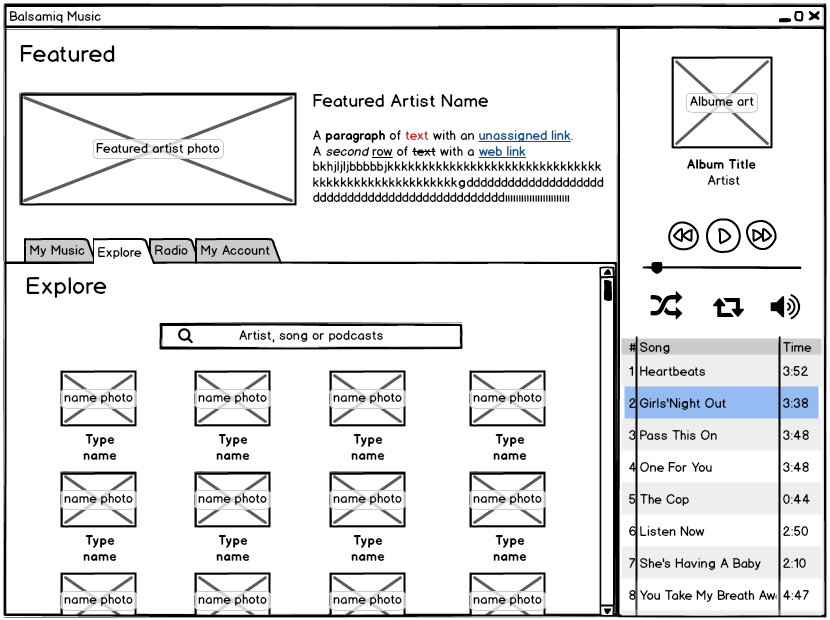 Balsamiq Music
Featured
Featured artist photo
Featured Artist Name
A paragraph of text with an unassigned link.
A second row of text with a web link
My Music
Explore
Radio
My Account
Explore
Artist, song or podcasts
name photo
name photo
name photo
name photo
Type
name
Type
name
Type
name
Type
name
name photo
name photo
name photo
name photo
Type
name
Type
name
Type
name
Type
name
name photo
name photo
name photo
name photo
Albume art
Album Title
Artist
# Song Time
1 Heartbeats 3:52
2 Girls'Night Out 3:38
3 Pass This On 3:48
4 One For You 3:48
5 The Cop 0:44
6 Listen Now 2:50
7 She's Having A Baby 2:10
8 You Take My Breath Aw 4:47